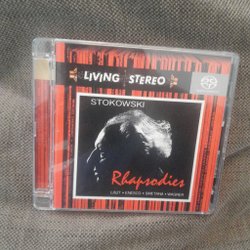 LIVING STEREO
STOKOWSKI
Rhapsodies
LISZT • ENESCO • SMETANA • WAGNER